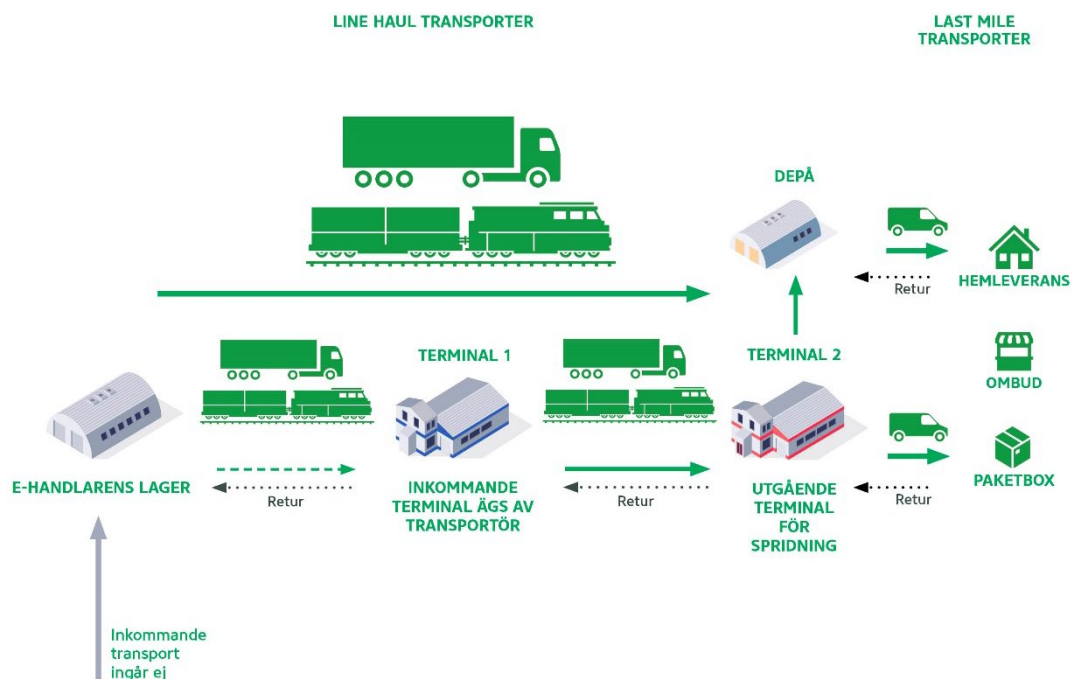 LINE HAUL TRANSPORTER
LAST MILE
TRANSPORTER
DEPÅ
Retur
HEMLEVERANS
TERMINAL 1
TERMINAL 2
OMBUD
E-HANDLARENS LAGER
Retur
INKOMMANDE
TERMINAL ÄGS AV
TRANSPORTÖR
Retur
UTGÅENDE
TERMINAL
FÖR
SPRIDNING
Retur
PAKETBOX
Inkommande
transport
ingår ej